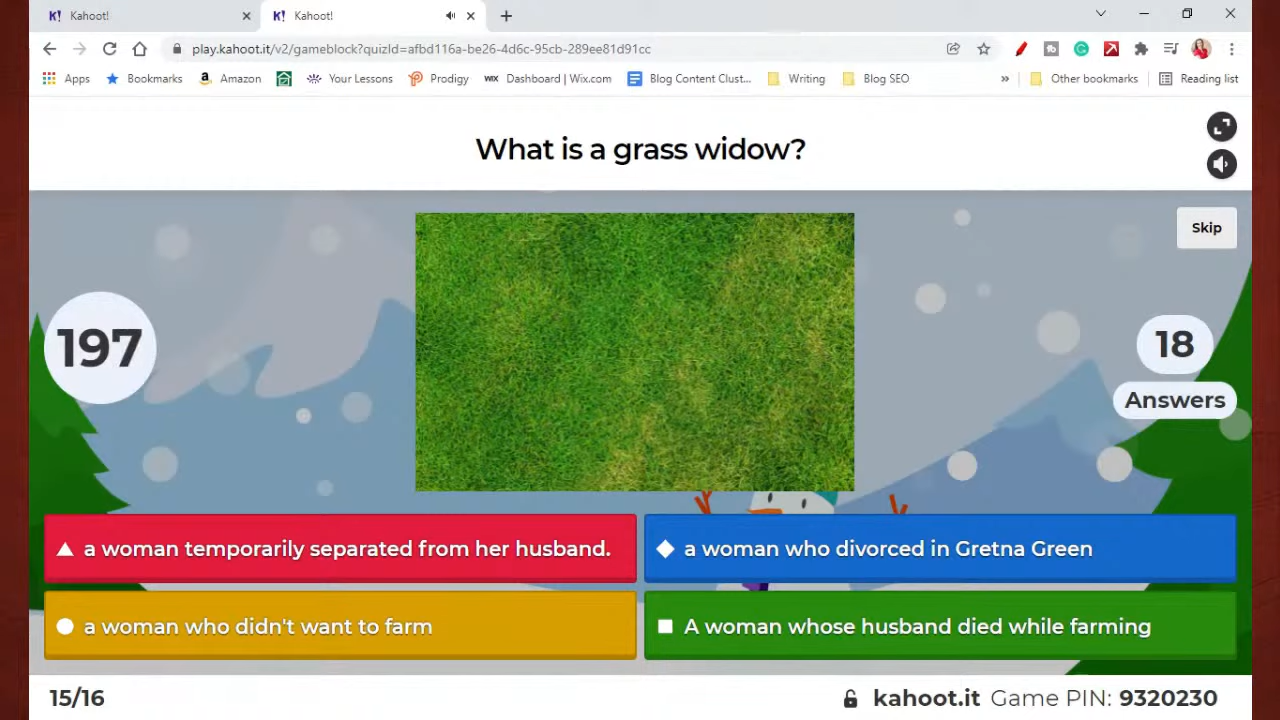 K! Kahoot!
K! Kahoot!
play.kahoot.it/v2/gameblock?quizId=afbd116a-be26-4d6c-95cb-289ee81d91cc
Apps Bookmarks Amazon Your Lessons Prodigy WIX Dashboard | Wix.com Blog Content Clust... Writing Blog SEO » Other bookmarks Reading list
What is a grass widow?
Skip
197
18
Answers
a woman temporarily separated from her husband.
a woman who divorced in Gretna Green
a woman who didn't want to farm
A woman whose husband died while farming
15/16
kahoot.it Game PIN: 9320230